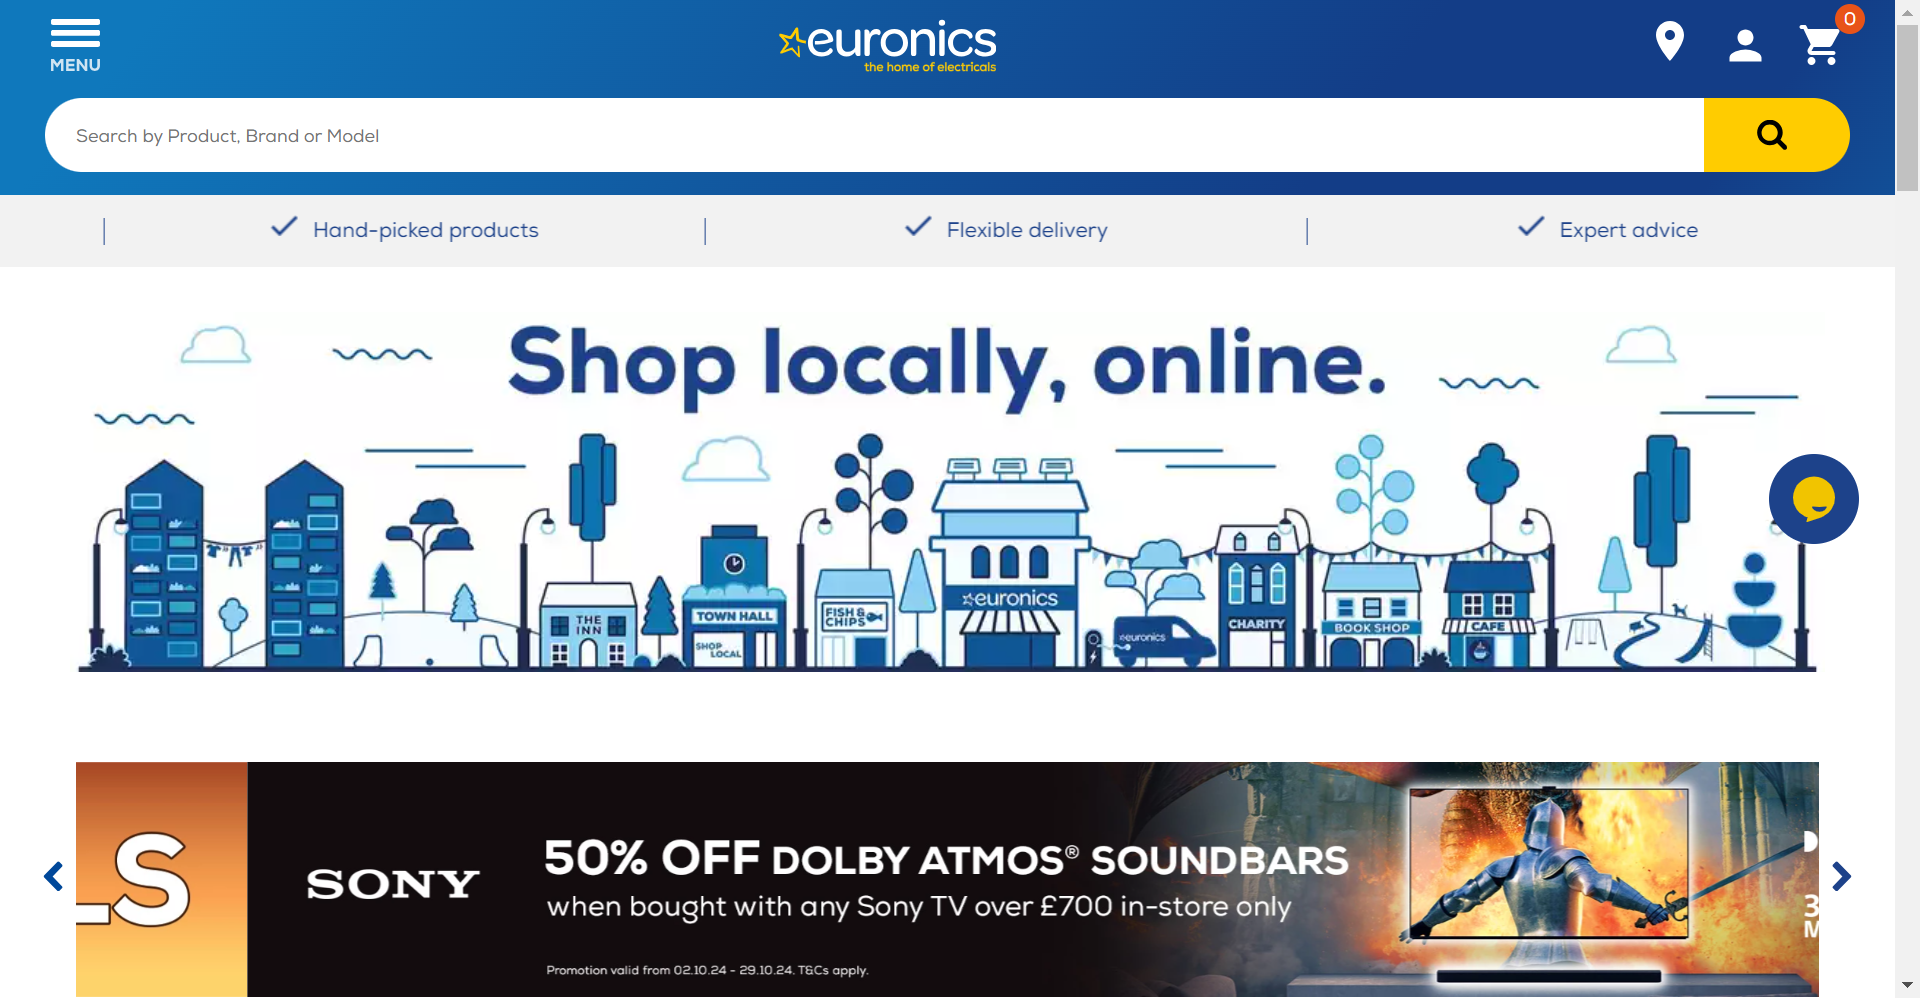 MENU
euronics
the home of electricals
0
Search by Product, Brand or Model
Hand-picked products
Flexible delivery
Expert advice
Shop locally, online.
THE
INN
TOWN HALL
SHOP
LOCAL
FISH &
CHIPS
euronics
euronics
CHARITY
BOOK SHOP
CAFE
LS
SONY
50% OFF DOLBY ATMOS® SOUNDBARS
when bought with any Sony TV over £700 in-store only
Promotion valid from 02.10.24 - 29.10.24. T&Cs apply.
3
M